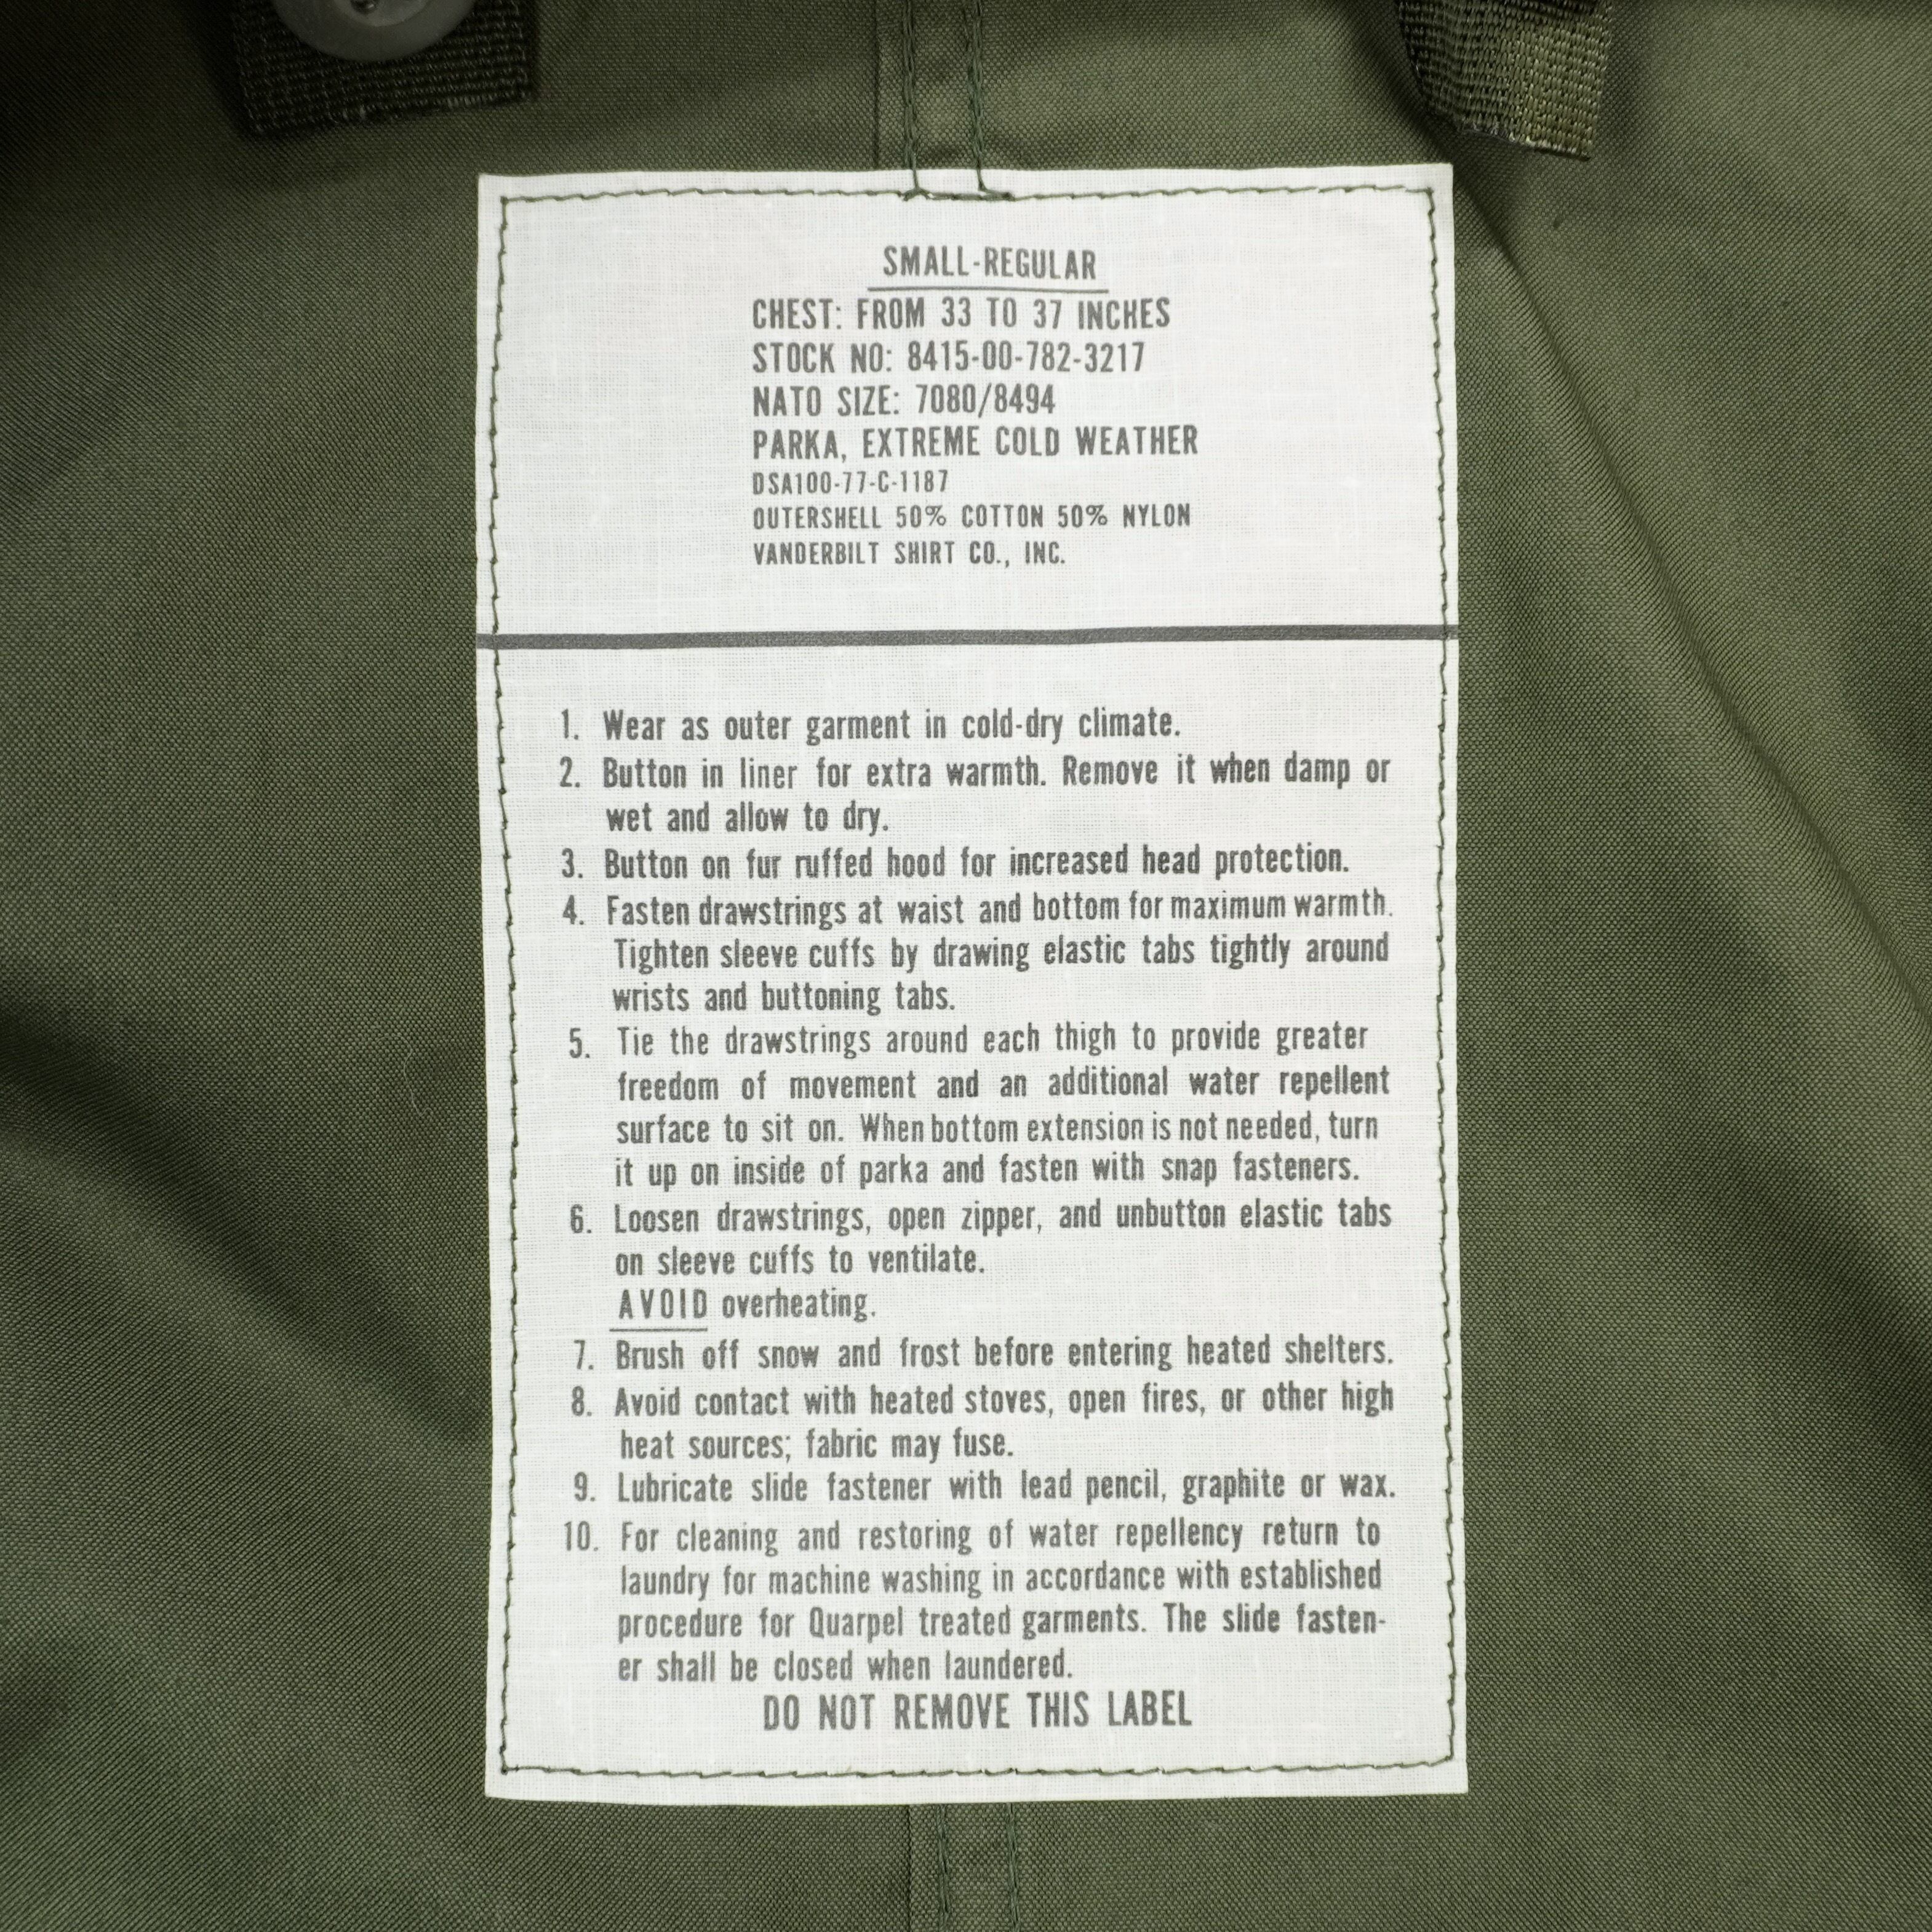 SMALL-REGULAR
CHEST: FROM 33 TO 37 INCHES
STOCK NO: 8415-00-782-3217
NATO SIZE: 7080/8494
PARKA, EXTREME COLD WEATHER
DSA100-77-C-1187
OUTERSHELL 50% COTTON 50% NYLON
VANDERBILT SHIRT CO., INC.
1. Wear as outer garment in cold-dry climate.
2. Button in liner for extra warmth. Remove it when damp or
wet and allow to dry.
3. Button on fur ruffed hood for increased head protection.
4. Fasten drawstrings at waist and bottom for maximum warmth.
Tighten sleeve cuffs by drawing elastic tabs tightly around
wrists and buttoning tabs.
5. Tie the drawstrings around each thigh to provide greater
freedom of movement and an additional water repellent
surface to sit on. When bottom extension is not needed, turn
it up on inside of parka and fasten with snap fasteners.
6. Loosen drawstrings, open zipper, and unbutton elastic tabs
on sleeve cuffs to ventilate.
AVOID overheating.
7. Brush off snow and frost before entering heated shelters.
8. Avoid contact with heated stoves, open fires, or other high
heat sources; fabric may fuse.
9. Lubricate slide fastener with lead pencil, graphite or wax.
10. For cleaning and restoring of water repellency return to
laundry for machine washing in accordance with established
procedure for Quarpel treated garments. The slide fasten-
er shall be closed when laundered.
DO NOT REMOVE THIS LABEL